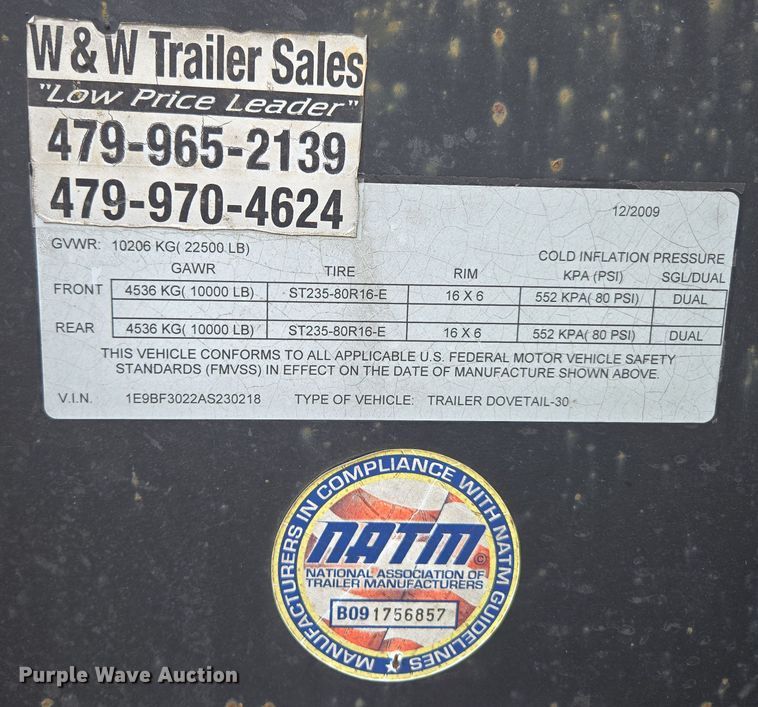 W & W Trailer Sales
"Low Price Leader"
479-965-2139
479-970-4624
12/2009
GVWR: 10206 KG( 22500 LB)
COLD INFLATION PRESSURE
GAWR TIRE RIM KPA (PSI) SGL/DUAL
FRONT 4536 KG( 10000 LB) ST235-80R16-E 16 X 6 552 KPA( 80 PSI) DUAL
REAR 4536 KG( 10000 LB) ST235-80R16-E 16 X 6 552 KPA( 80 PSI) DUAL
THIS VEHICLE CONFORMS TO ALL APPLICABLE U.S. FEDERAL MOTOR VEHICLE SAFETY
STANDARDS (FMVSS) IN EFFECT ON THE DATE OF MANUFACTURE SHOWN ABOVE.
V.I.N. 1E9BF3022AS230218 TYPE OF VEHICLE: TRAILER DOVETAIL-30
MANUFACTURERS IN COMPLIANCE WITH NATM GUIDELINES
NATM ©
NATIONAL ASSOCIATION OF
TRAILER MANUFACTURERS
B091756857
Purple Wave Auction